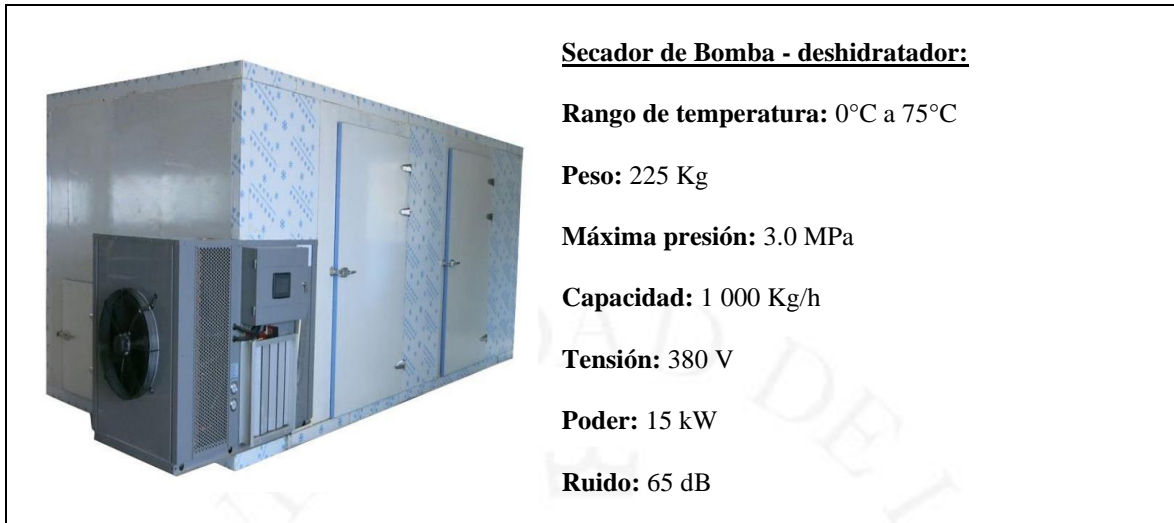 Secador de Bomba - deshidratador:
Rango de temperatura: 0°C a 75°C
Peso: 225 Kg
Máxima presión: 3.0 MPa
Capacidad: 1 000 Kg/h
Tensión: 380 V
Poder: 15 kW
Ruido: 65 dB